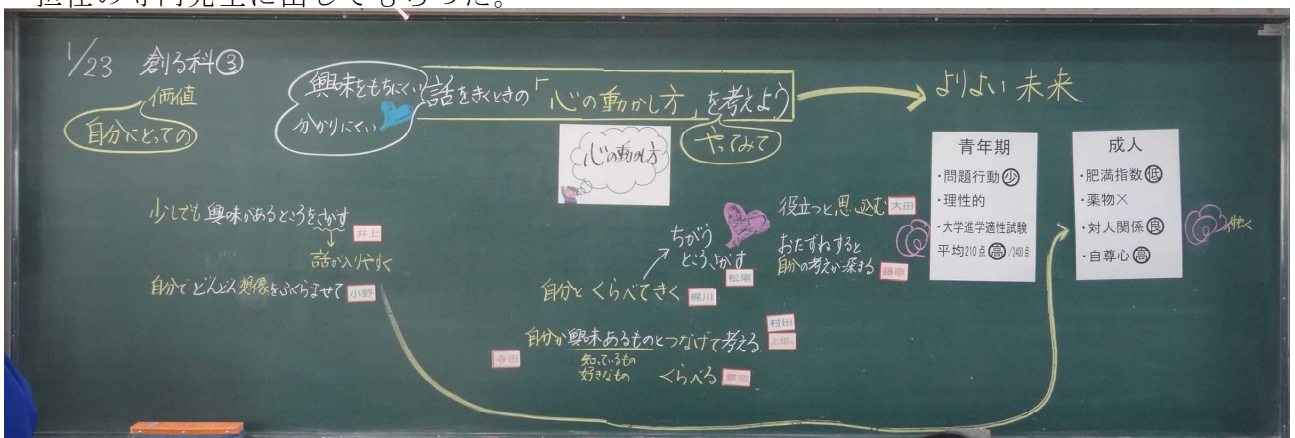 担任の寺内先生に出してもらった。
1/23 創る科③
価値
自分にとっての
興味をもちにくい
分かりにくい
話をきくときの「心の動かし方」を考えよう
やってみて
よりよい未来
心の動かし方
青年期
・問題行動少
・理性的
・大学進学適性試験
平均210点高/2400点
成人
・肥満指数低
・薬物×
・対人関係良
・自尊心高
少しでも興味があるところをさがす
井上
話が入りやすく
自分でどんどん想像をふくらませて
小野
ちがう
ところさがす
松尾
自分とくらべてきく
梶川
役立つと思い込む
大田
おたずねすると
自分の考えが深まる
藤原
自分が興味あるものとつなげて考える
村田
上田
寺田
知っているもの
好きなもの
くらべる